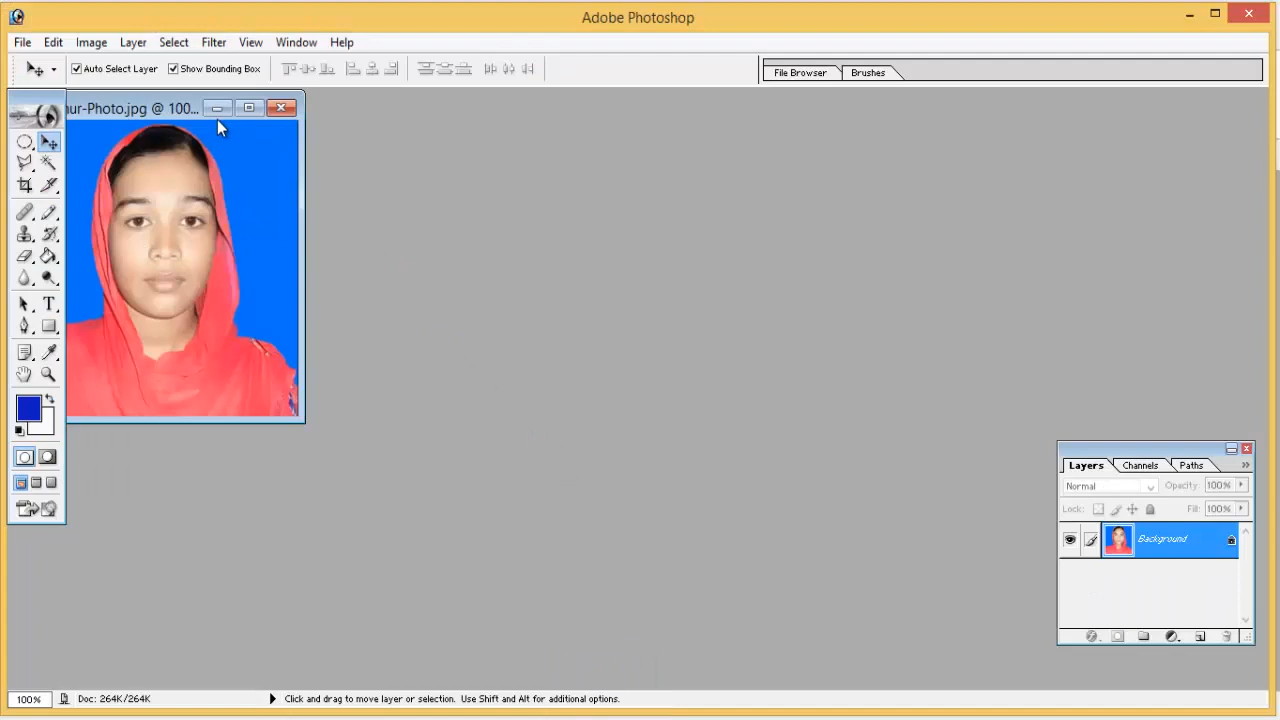 Adobe Photoshop
File Edit Image Layer Select Filter View Window Help
Auto Select Layer Show Bounding Box File Browser Brushes
ur-Photo.jpg @ 100...
T
Layers Channels Paths
Normal Opacity: 100%
Lock: Fill: 100%
Background
100% Doc: 264K/264K Click and drag to move layer or selection. Use Shift and Alt for additional options.